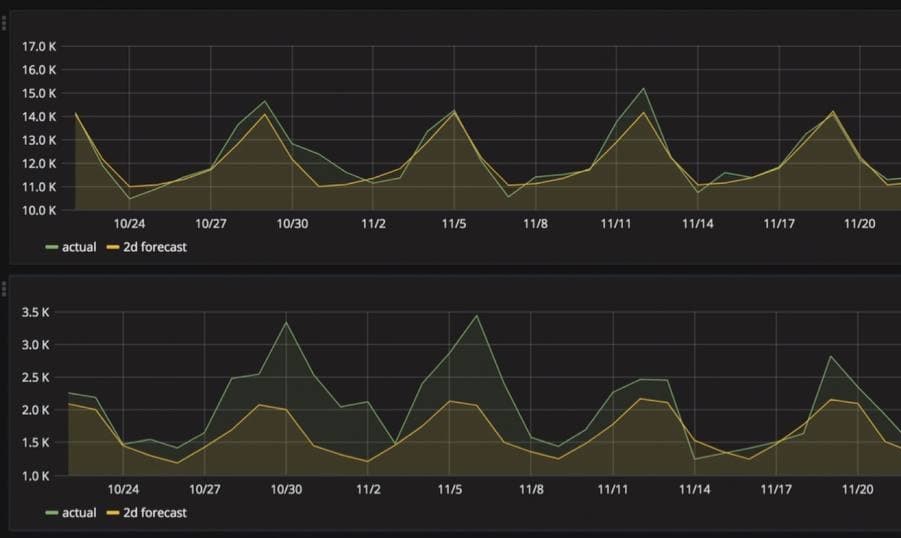 17.0 K
16.0 K
15.0 K
14.0 K
13.0 K
12.0 K
11.0 K
10.0 K
10/24 10/27 10/30 11/2 11/5 11/8 11/11 11/14 11/17 11/20
actual 2d forecast
3.5 K
3.0 K
2.5 K
2.0 K
1.5 K
1.0 K
10/24 10/27 10/30 11/2 11/5 11/8 11/11 11/14 11/17 11/20
actual 2d forecast